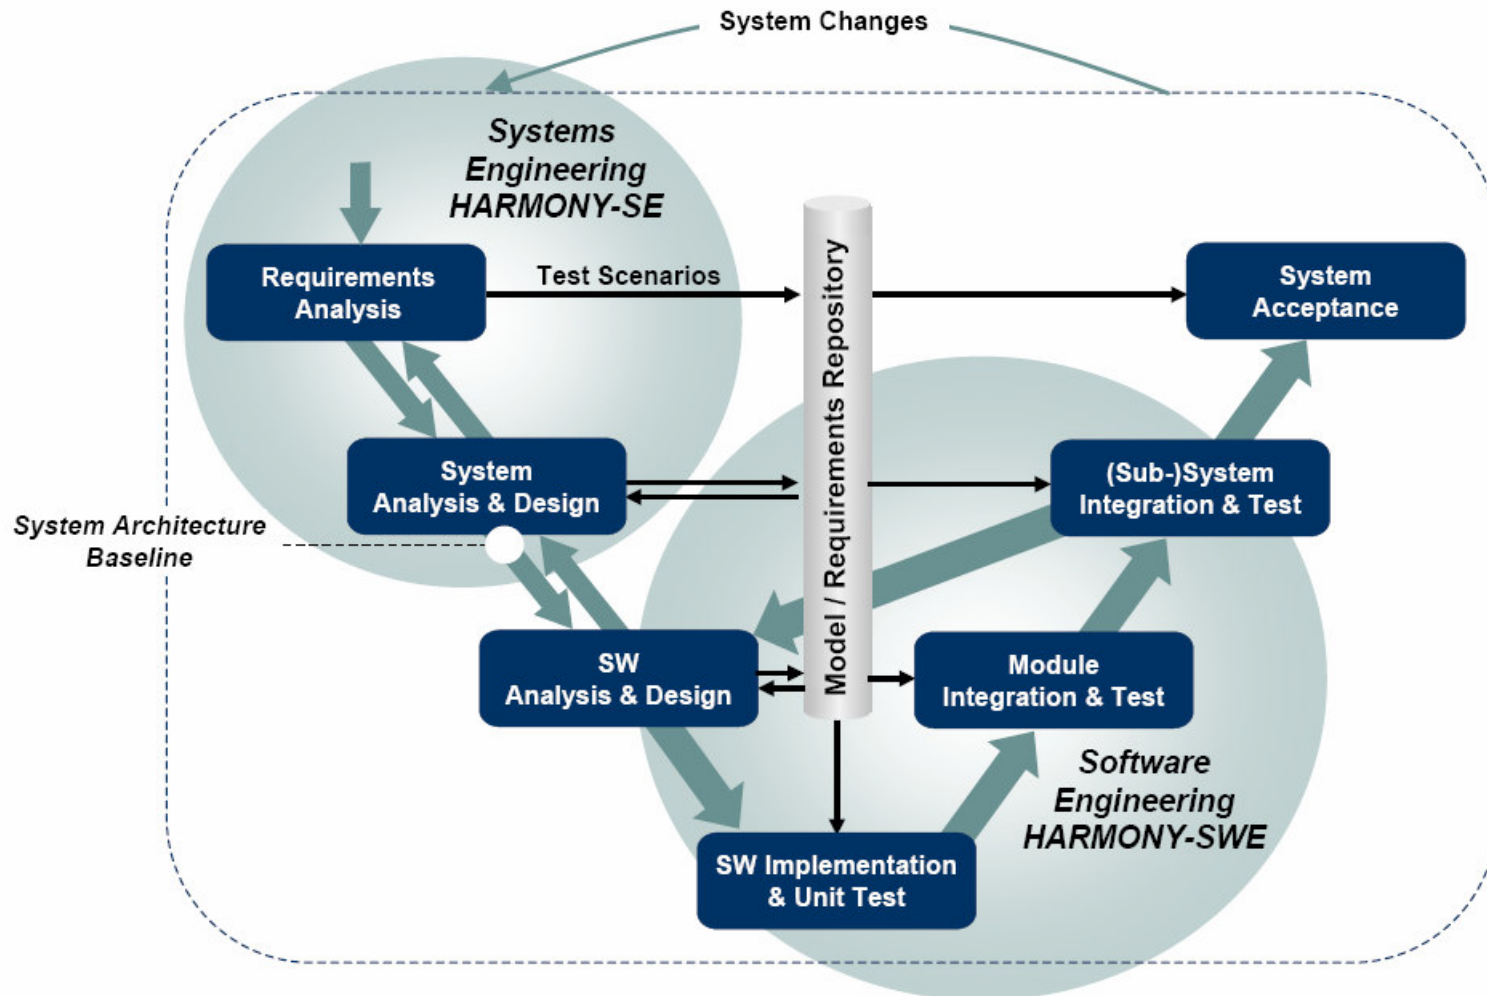 System Changes
Systems
Engineering
HARMONY-SE
Requirements
Analysis
Test Scenarios
Model / Requirements Repository
System
Acceptance
System
Analysis & Design
(Sub-)System
Integration & Test
System Architecture
Baseline
SW
Analysis & Design
Module
Integration & Test
Software
Engineering
HARMONY-SWE
SW Implementation
& Unit Test